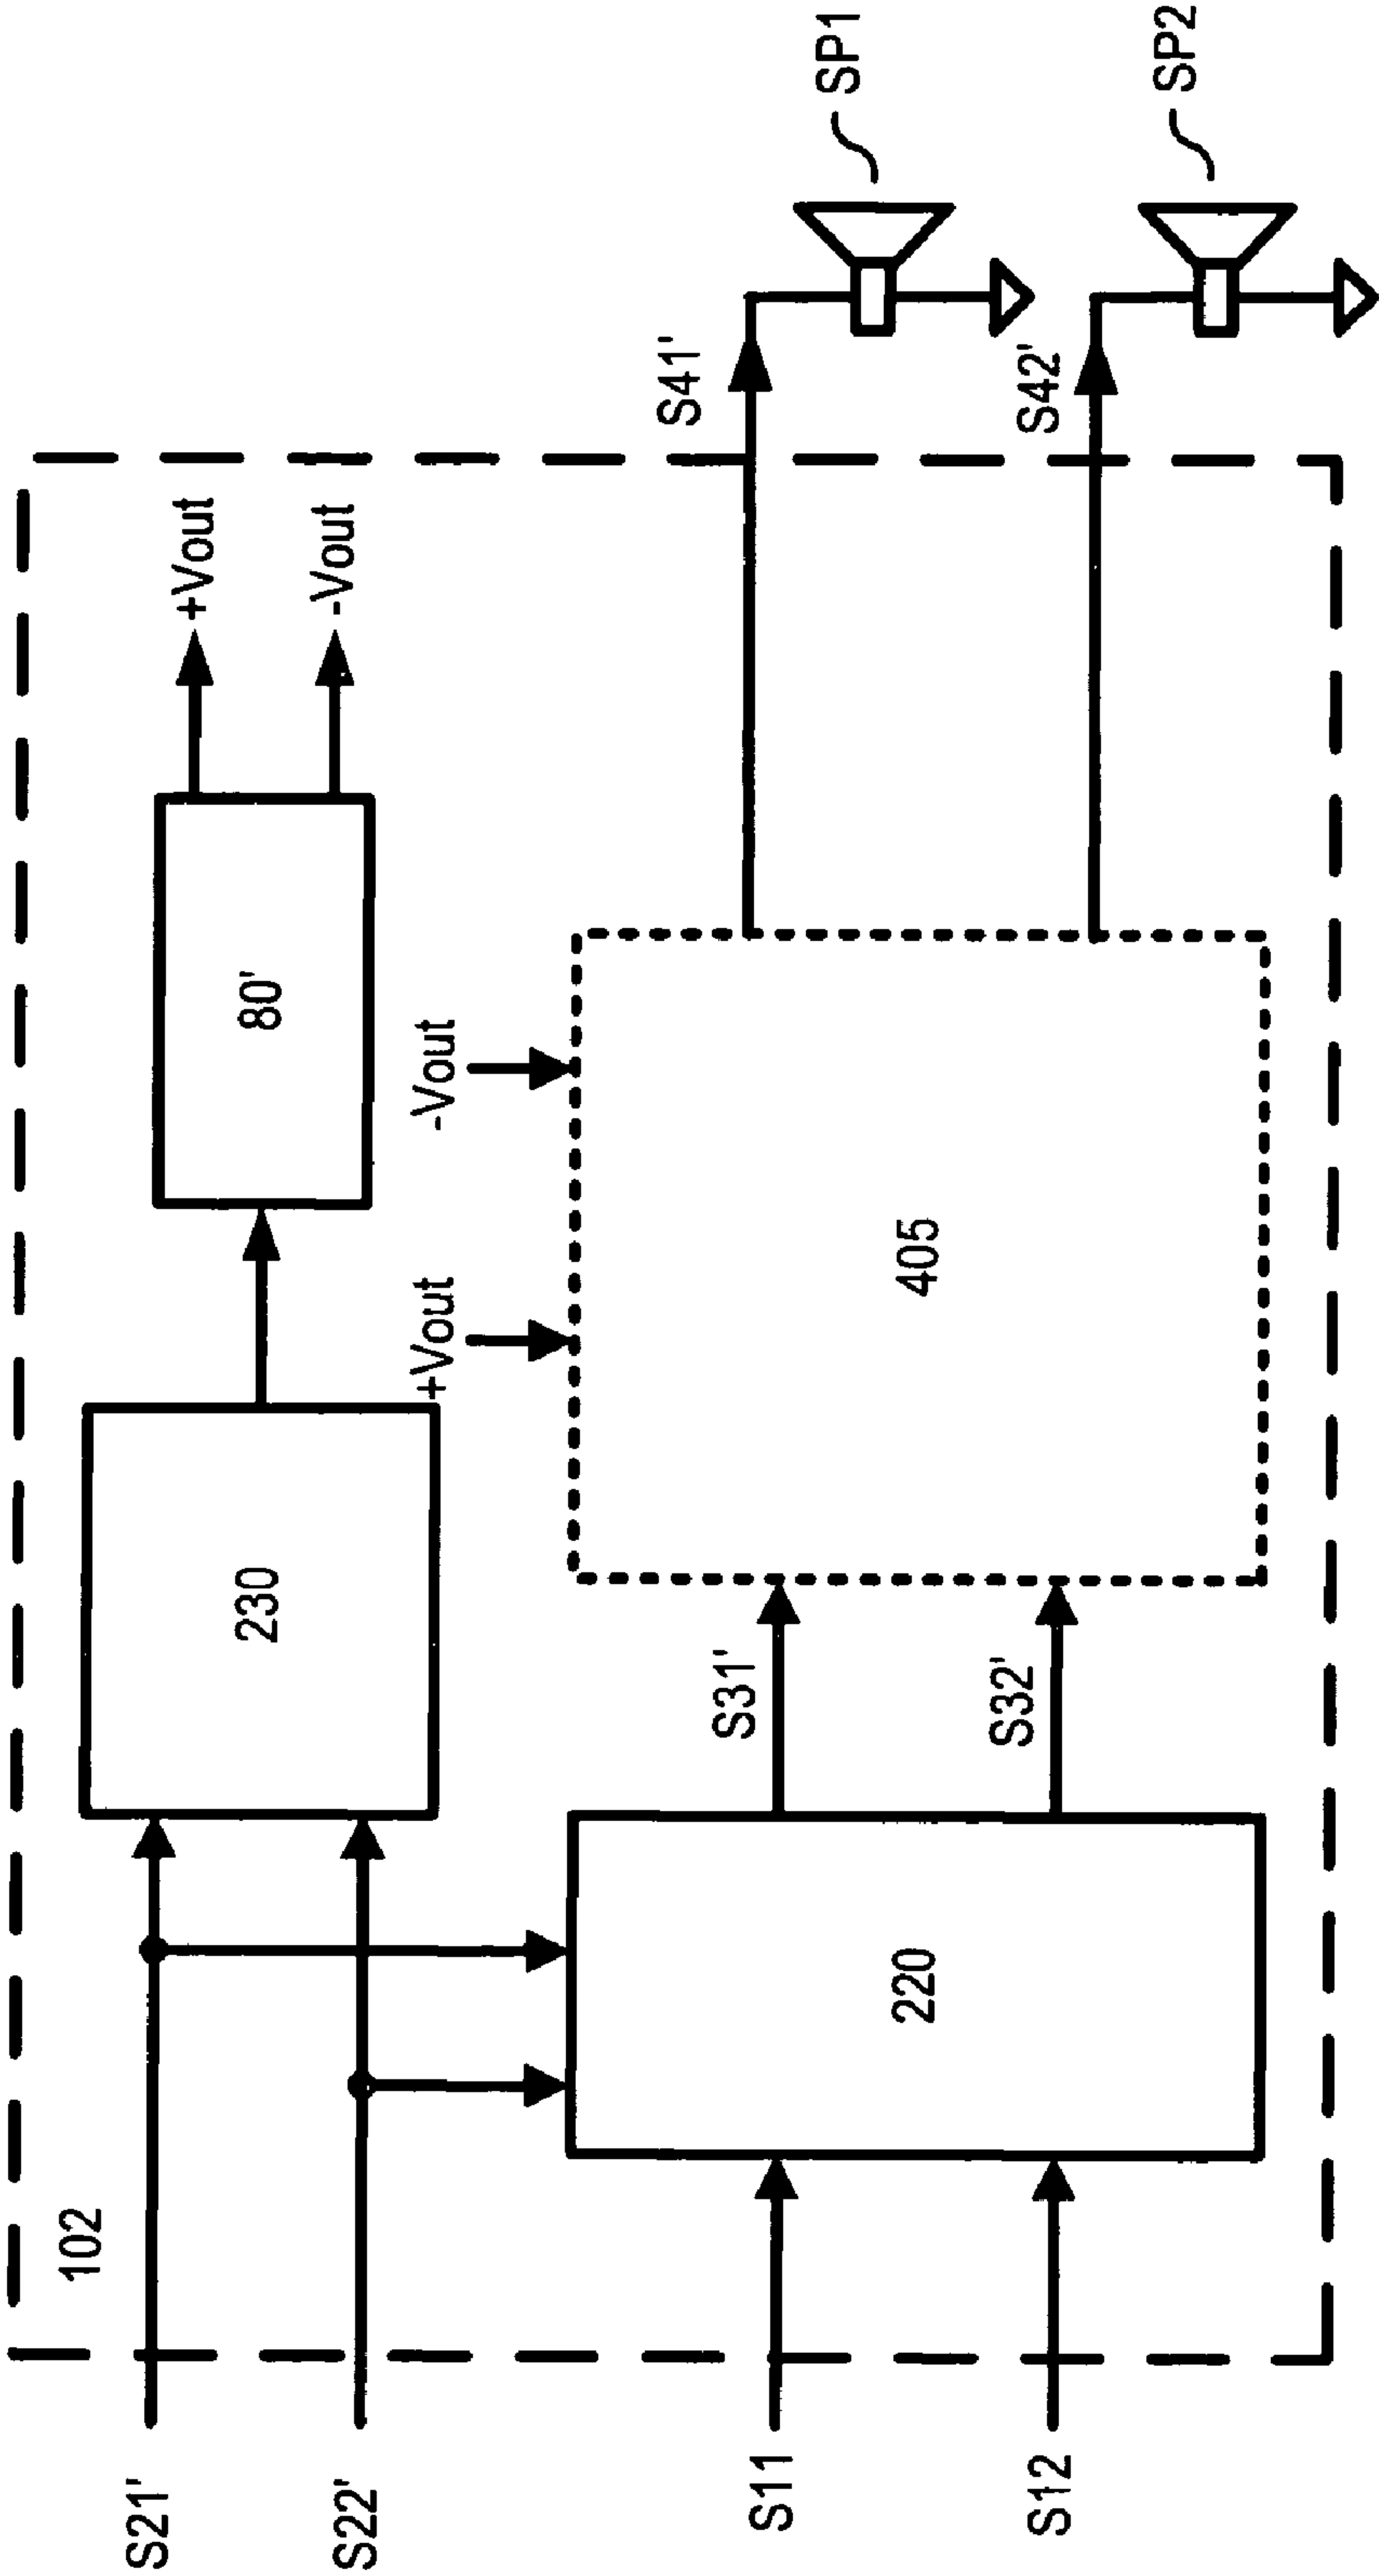 102
S21'
S22'
230
80'
+Vout
-Vout
+Vout
-Vout
S11
S12
220
S31'
S32'
405
S41'
S42'
SP1
SP2